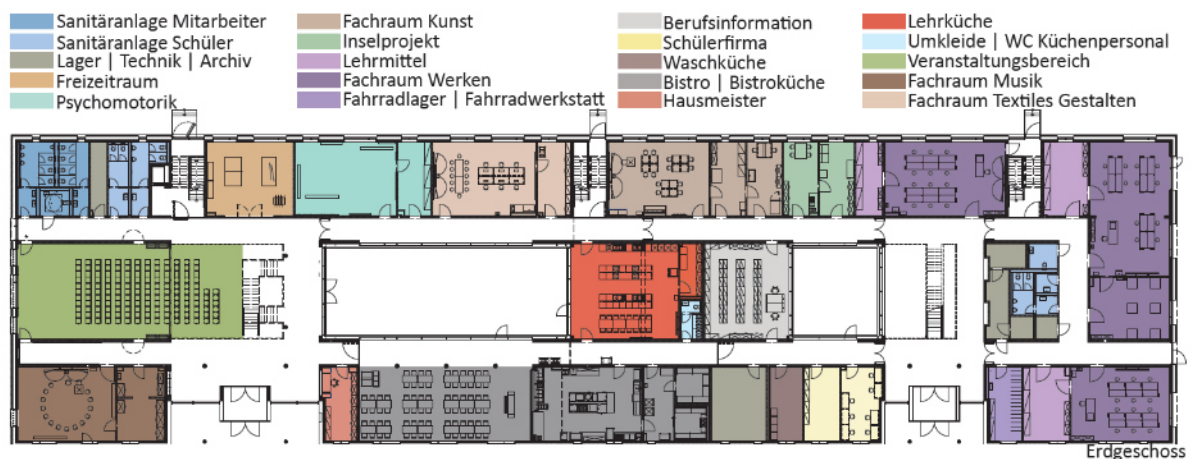 Sanitäranlage Mitarbeiter
Sanitäranlage Schüler
Lager | Technik | Archiv
Freizeitraum
Psychomotorik
Fachraum Kunst
Inselprojekt
Lehrmittel
Fachraum Werken
Fahrradlager | Fahrradwerkstatt
Berufsinformation
Schülerfirma
Waschküche
Bistro | Bistroküche
Hausmeister
Lehrküche
Umkleide | WC Küchenpersonal
Veranstaltungsbereich
Fachraum Musik
Fachraum Textiles Gestalten
Erdgeschoss